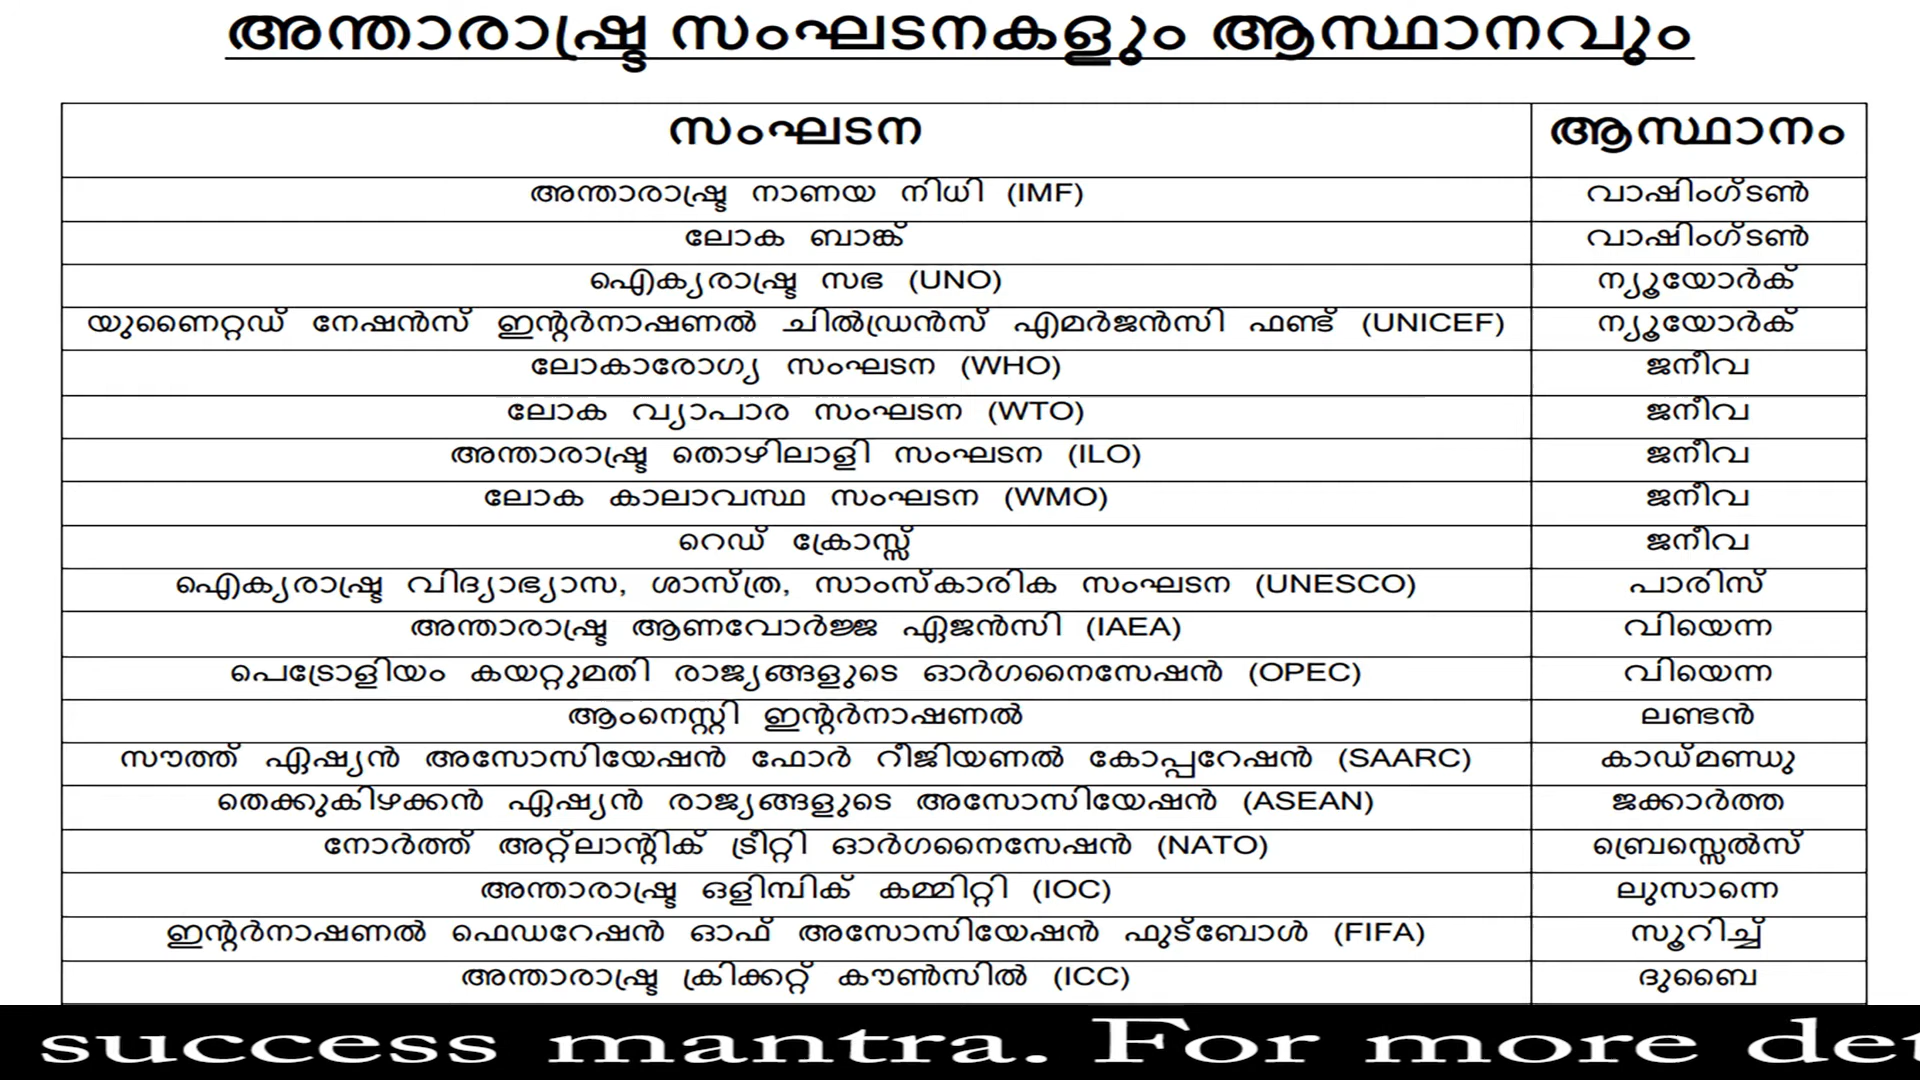 അന്താരാഷ്ട്ര സംഘടനകളും ആസ്ഥാനവും
സംഘടന ആസ്ഥാനം
അന്താരാഷ്ട്ര നാണയ നിധി (IMF) വാഷിംഗ്ടൺ
ലോക ബാങ്ക് വാഷിംഗ്ടൺ
ഐക്യരാഷ്ട്ര സഭ (UNO) ന്യൂയോർക്
യുണൈറ്റഡ് നേഷൻസ് ഇന്റർനാഷണൽ ചിൽഡ്രൻസ് എമർജൻസി ഫണ്ട് (UNICEF) ന്യൂയോർക്
ലോകാരോഗ്യ സംഘടന (WHO) ജനീവ
ലോക വ്യാപാര സംഘടന (WTO) ജനീവ
അന്താരാഷ്ട്ര തൊഴിലാളി സംഘടന (ILO) ജനീവ
ലോക കാലാവസ്ഥ സംഘടന (WMO) ജനീവ
റെഡ് ക്രോസ്സ് ജനീവ
ഐക്യരാഷ്ട്ര വിദ്യാഭ്യാസ, ശാസ്ത്ര, സാംസ്കാരിക സംഘടന (UNESCO) പാരിസ്
അന്താരാഷ്ട്ര ആണവോർജ്ജ ഏജൻസി (IAEA) വിയെന്ന
പെട്രോളിയം കയറ്റുമതി രാജ്യങ്ങളുടെ ഓർഗനൈസേഷൻ (OPEC) വിയെന്ന
ആംനെസ്റ്റി ഇന്റർനാഷണൽ ലണ്ടൻ
സൗത്ത് ഏഷ്യൻ അസോസിയേഷൻ ഫോർ റീജിയണൽ കോപ്പറേഷൻ (SAARC) കാഡ്മണ്ഡു
തെക്കുകിഴക്കൻ ഏഷ്യൻ രാജ്യങ്ങളുടെ അസോസിയേഷൻ (ASEAN) ജക്കാർത്ത
നോർത്ത് അറ്റ്ലാന്റിക് ട്രീറ്റി ഓർഗനൈസേഷൻ (NATO) ബ്രെസ്സെൽസ്
അന്താരാഷ്ട്ര ഒളിമ്പിക് കമ്മിറ്റി (IOC) ലുസാന്നെ
ഇന്റർനാഷണൽ ഫെഡറേഷൻ ഓഫ് അസോസിയേഷൻ ഫുട്ബോൾ (FIFA) സൂറിച്ച്
അന്താരാഷ്ട്ര ക്രിക്കറ്റ് കൗൺസിൽ (ICC) ദുബൈ
success mantra. For more det